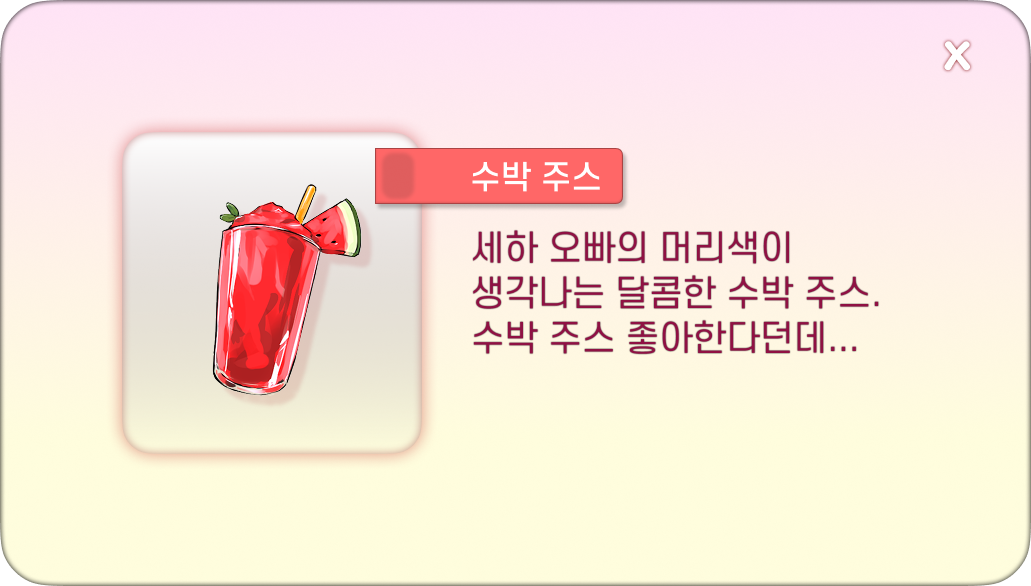 수박 주스
세하 오빠의 머리색이
생각나는 달콤한 수박 주스.
수박 주스 좋아한다던데...